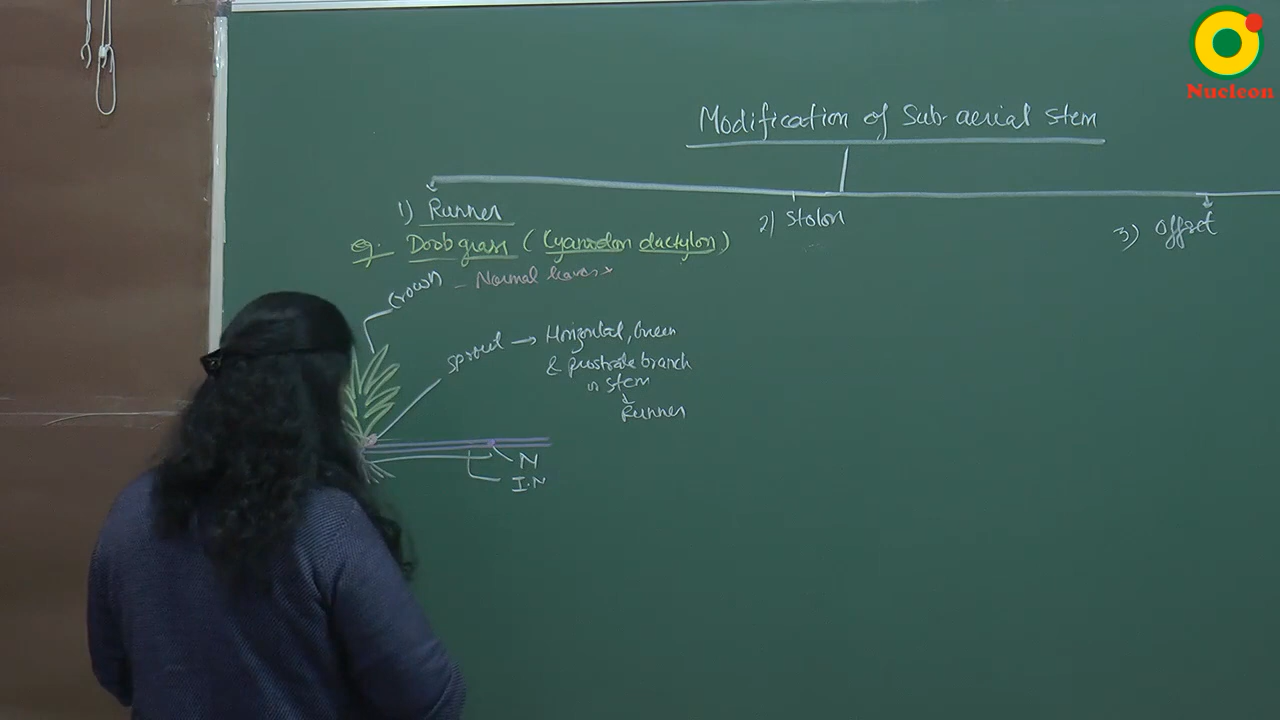 Nucleon
Modification of Sub-aerial stem
1) Runner
2) Stolon
3) Offset
eg. Doob grass (Cyanodon dactylon)
Crown - Normal leaves
sprout → Horizontal, Green
& prostrate branch
stem
Runner
N
I.N